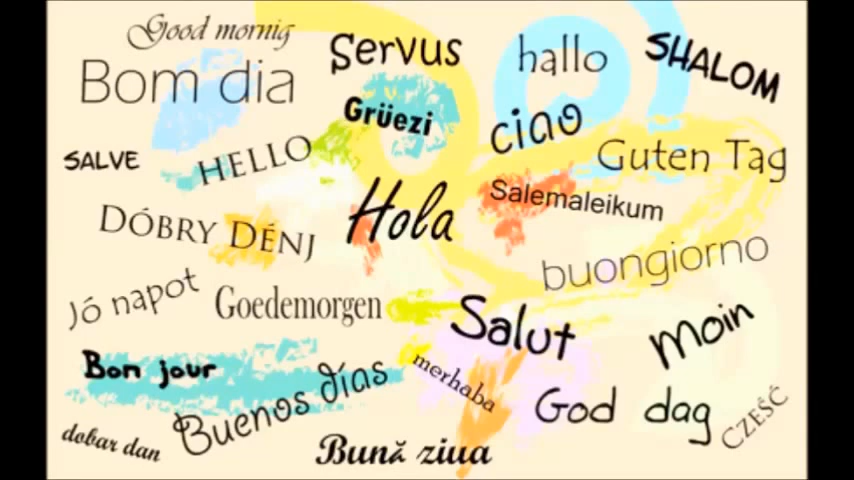 Good mornig
Servus
hallo
SHALOM
Bom dia
Grüezi
ciao
SALVE
HELLO
Guten Tag
Salemaleikum
Hola
DÓBRY DÉNJ
buongiorno
Jó napot
Goedemorgen
Salut
Moin
Bon jour
Buenos días
merhaba
God dag
CZEŚĆ
dobar dan
Bună ziua